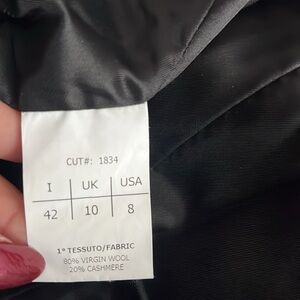 CUT#: 1834
I UK USA
42 10 8
1° TESSUTO/FABRIC
80% VIRGIN WOOL
20% CASHMERE